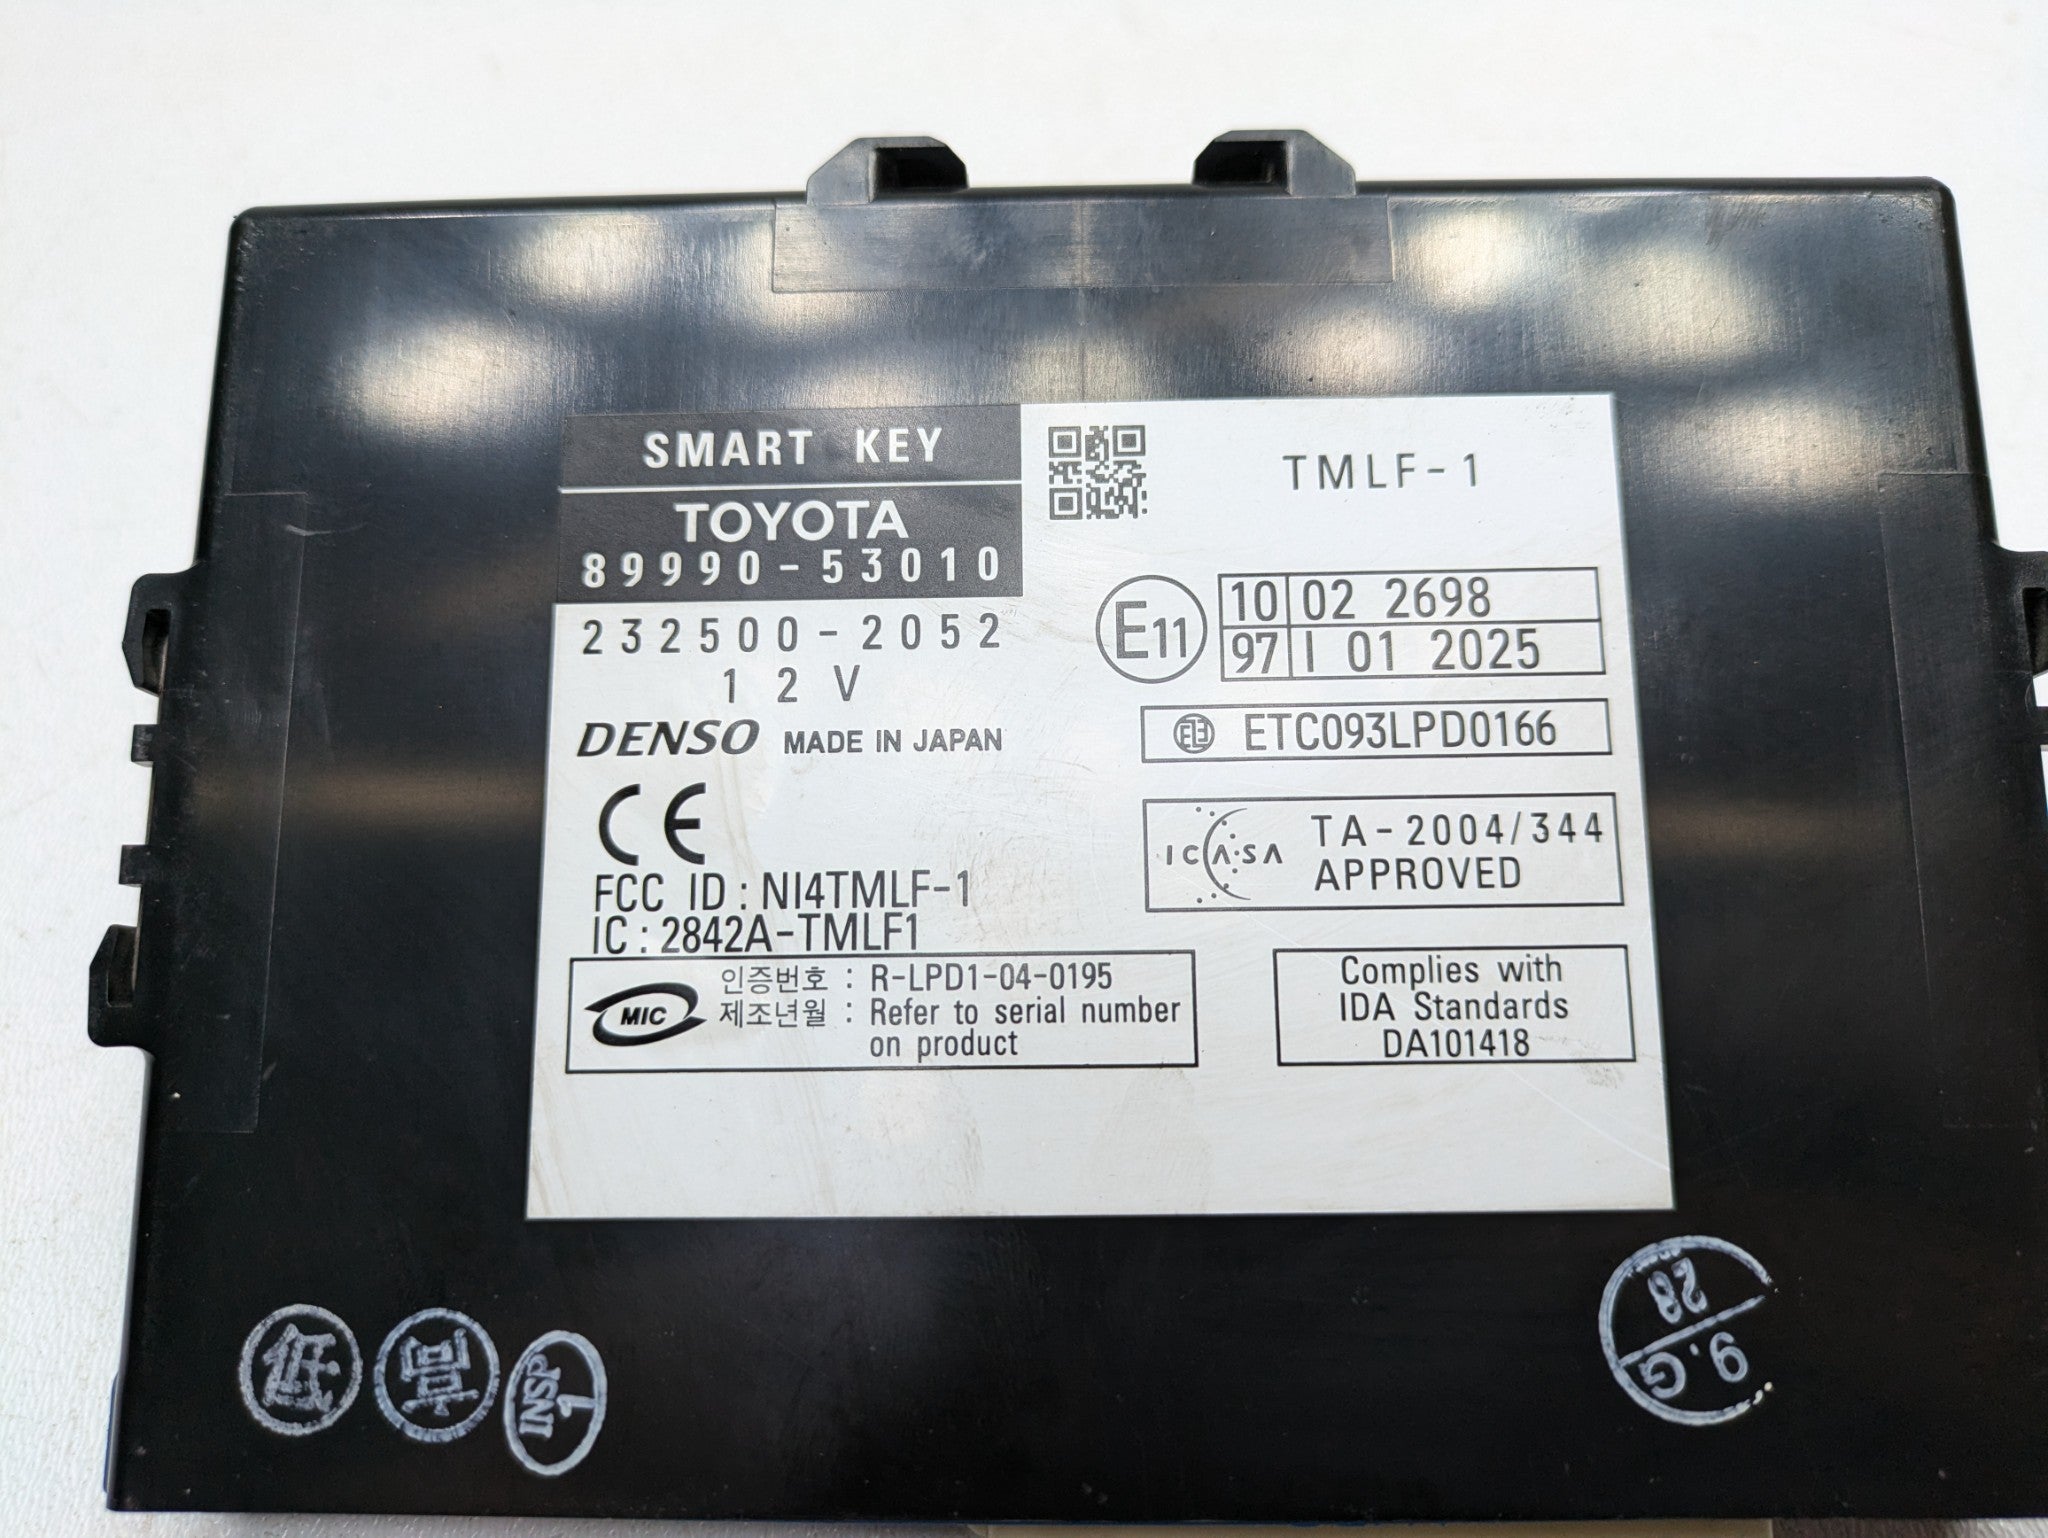 SMART KEY
TOYOTA
89990-53010
232500-2052
12V
DENSO MADE IN JAPAN
CE
FCC ID : NI4TMLF-1
IC : 2842A-TMLF1
MIC
인증번호 : R-LPD1-04-0195
제조년월 : Refer to serial number
on product
TMLF-1
E11
10 02 2698
97 I 01 2025
ETC093LPD0166
ICASA
TA-2004/344
APPROVED
Complies with
IDA Standards
DA101418
低
高
INSP
1
28
9.G